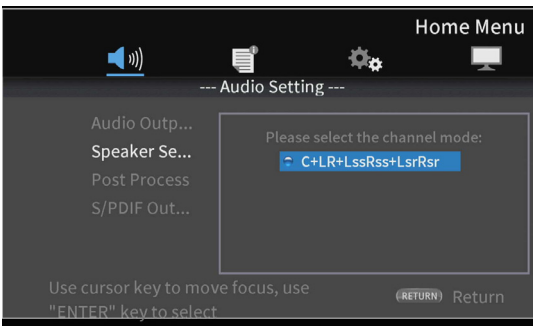 Home Menu
--- Audio Setting ---
Audio Outp...
Speaker Se...
Post Process
S/PDIF Out...
Please select the channel mode:
C+LR+LssRss+LsrRsr
Use cursor key to move focus, use
"ENTER" key to select
RETURN Return